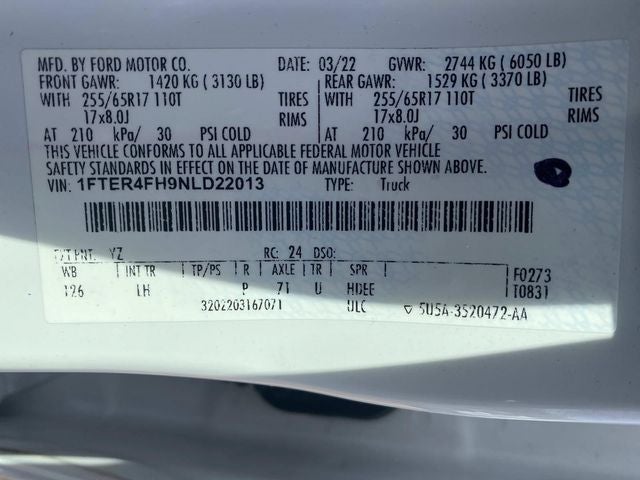 MFD. BY FORD MOTOR CO. DATE: 03/22 GVWR: 2744 KG ( 6050 LB)
FRONT GAWR: 1420 KG ( 3130 LB) REAR GAWR: 1529 KG ( 3370 LB)
WITH 255/65R17 110T TIRES WITH 255/65R17 110T TIRES
17x8.0J RIMS 17x8.0J RIMS
AT 210 kPa/ 30 PSI COLD AT 210 kPa/ 30 PSI COLD
THIS VEHICLE CONFORMS TO ALL APPLICABLE FEDERAL MOTOR VEHICLE
SAFETY STANDARDS IN EFFECT ON THE DATE OF MANUFACTURE SHOWN ABOVE.
VIN: 1FTER4FH9NLD22013 TYPE: Truck
EXT PNT: YZ RC: 24 DSO:
WB INT TR TP/PS R AXLE TR SPR F0273
126 LH P 71 U HDEE T0831
3202203167071 ULC ▽ 5U5A-3520472-AA